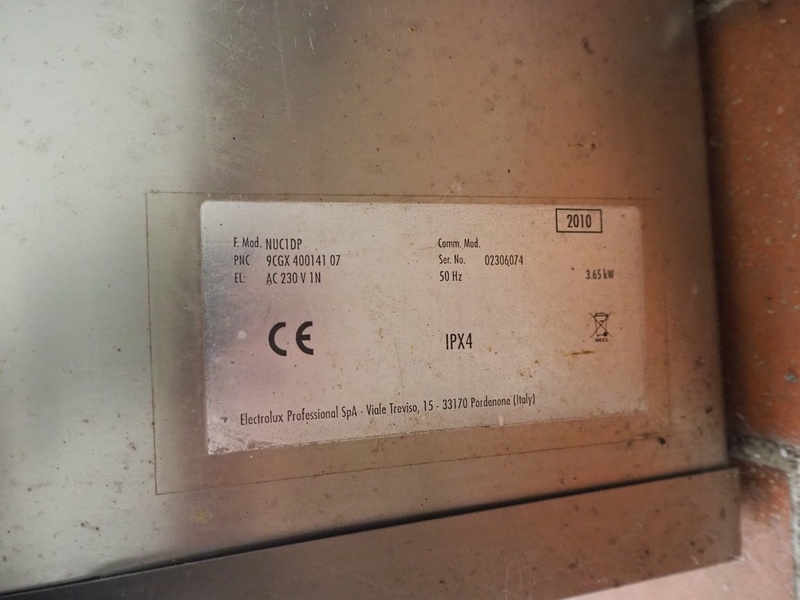 2010
F. Mod. NUC1DP Comm. Mod.
PNC 9CGX 400141 07 Ser. No. 02306074
EL: AC 230 V 1N 50 Hz 3.65 kW
CE IPX4
Electrolux Professional SpA - Viale Treviso, 15 - 33170 Pordenone (Italy)